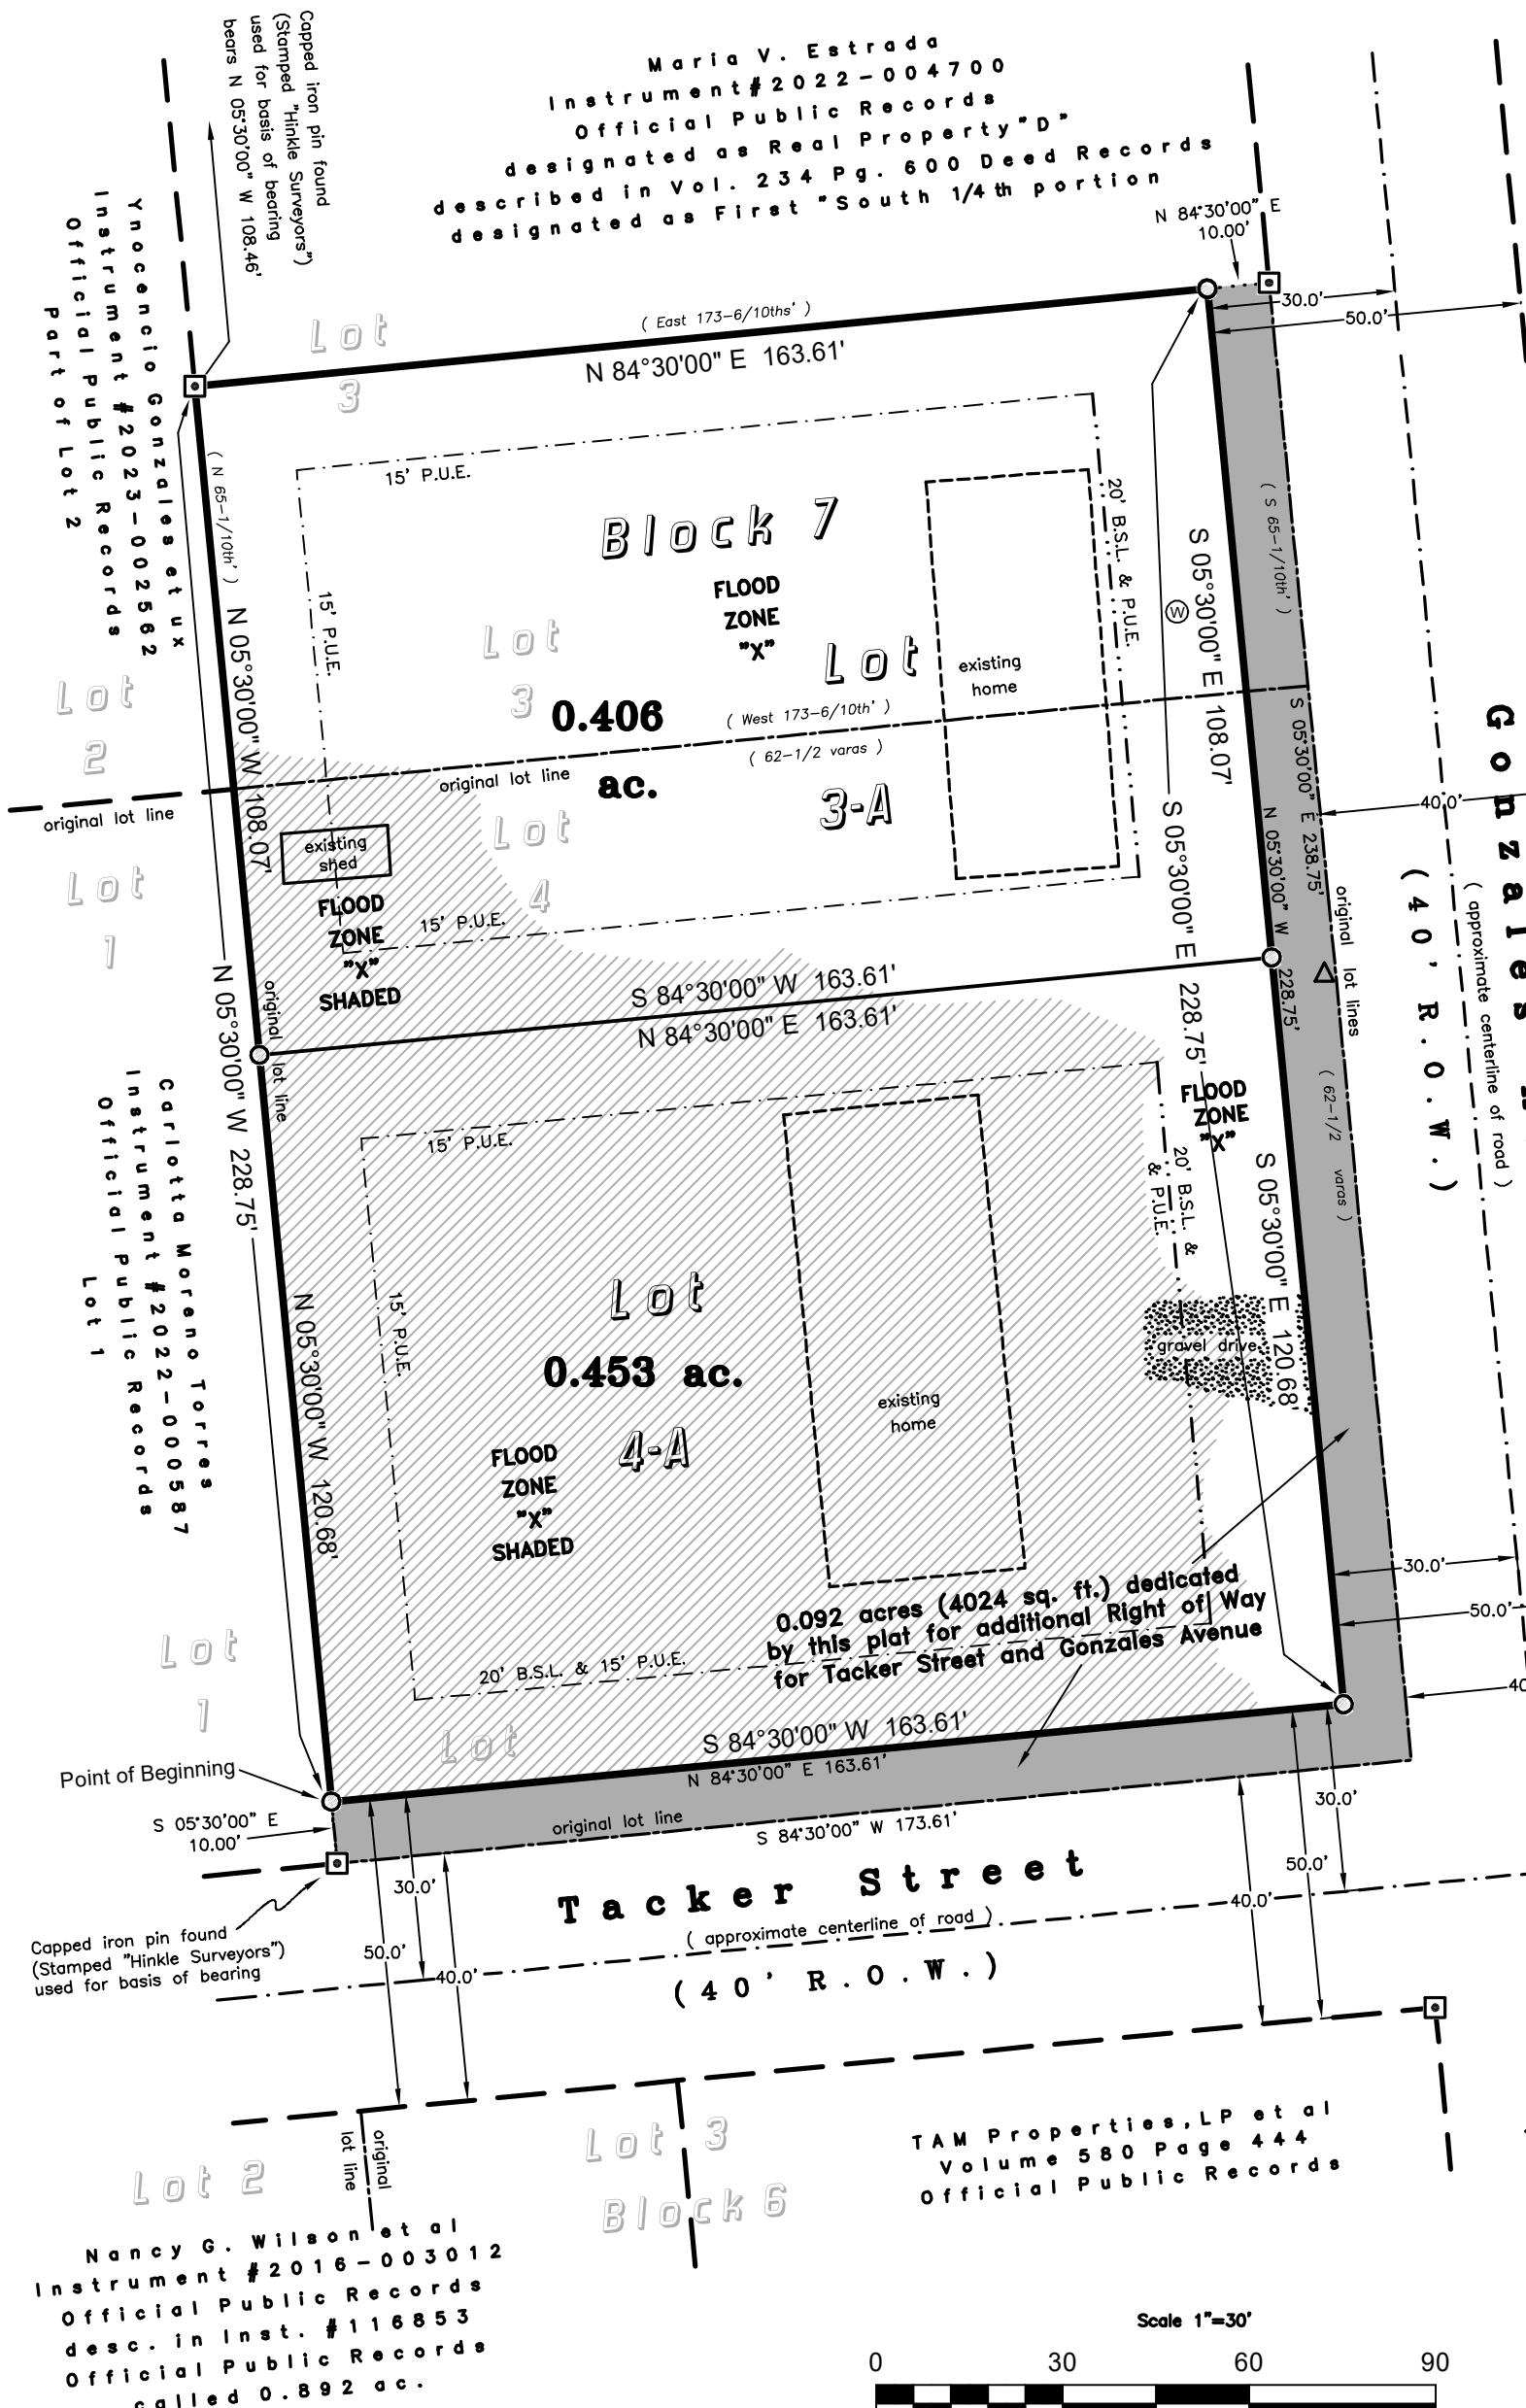 Capped iron pin found
(Stamped "Hinkle Surveyors")
used for basis of bearing
bears N 05°30'00" W 108.46'
Maria V. Estrada
Instrument#2022-004700
Official Public Records
designated as Real Property"D"
described in Vol. 234 Pg. 600 Deed Records
designated as First "South 1/4th portion
N 84°30'00" E
10.00'
30.0'
50.0'
Ynocencio Gonzales et ux
Instrument #2023-002562
Official Public Records
Part of Lot 2
Lot
3
( East 173-6/10ths' )
N 84°30'00" E 163.61'
( N 65-1/10th' )
N 05°30'00" W 108.07'
15' P.U.E.
15' P.U.E.
Block 7
FLOOD
ZONE
"X"
Lot
3
0.406
ac.
Lot
3-A
existing
home
20' B.S.L. & P.U.E.
W
S 05°30'00" E 108.07'
( S 65-1/10th' )
( West 173-6/10th' )
( 62-1/2 varas )
original lot line
Lot
2
original lot line
Lot
1
existing
shed
Lot
4
FLOOD
ZONE
"X"
SHADED
15' P.U.E.
S 05°30'00" E 228.75'
N 05°30'00" W 228.75'
S 05°30'00" E 238.75'
original lot lines
( 62-1/2 varas )
40.0'
Gonzales
( 40' R.O.W. )
( approximate centerline of road )
S 84°30'00" W 163.61'
N 84°30'00" E 163.61'
original lot line
N 05°30'00" W 228.75'
Carlotta Moreno Torres
Instrument #2022-000587
Official Public Records
Lot 1
15' P.U.E.
15' P.U.E.
N 05°30'00" W 120.68'
FLOOD
ZONE
"X"
20' B.S.L. &
& P.U.E.
S 05°30'00" E 120.68'
gravel drive
Lot
0.453 ac.
4-A
existing
home
FLOOD
ZONE
"X"
SHADED
30.0'
50.0'
40
0.092 acres (4024 sq. ft.) dedicated
by this plat for additional Right of Way
for Tacker Street and Gonzales Avenue
20' B.S.L. & 15' P.U.E.
Lot
1
Lot
S 84°30'00" W 163.61'
N 84°30'00" E 163.61'
Point of Beginning
S 05°30'00" E
10.00'
original lot line
S 84°30'00" W 173.61'
30.0'
50.0'
40.0'
30.0'
50.0'
40.0'
Tacker Street
( approximate centerline of road )
( 40' R.O.W. )
Capped iron pin found
(Stamped "Hinkle Surveyors")
used for basis of bearing
original
lot line
Lot 2
Lot 3
Block 6
TAM Properties, LP et al
Volume 580 Page 444
Official Public Records
Nancy G. Wilson et al
Instrument #2016-003012
Official Public Records
desc. in Inst. #116853
Official Public Records
called 0.892 ac.
Scale 1"=30'
0 30 60 90